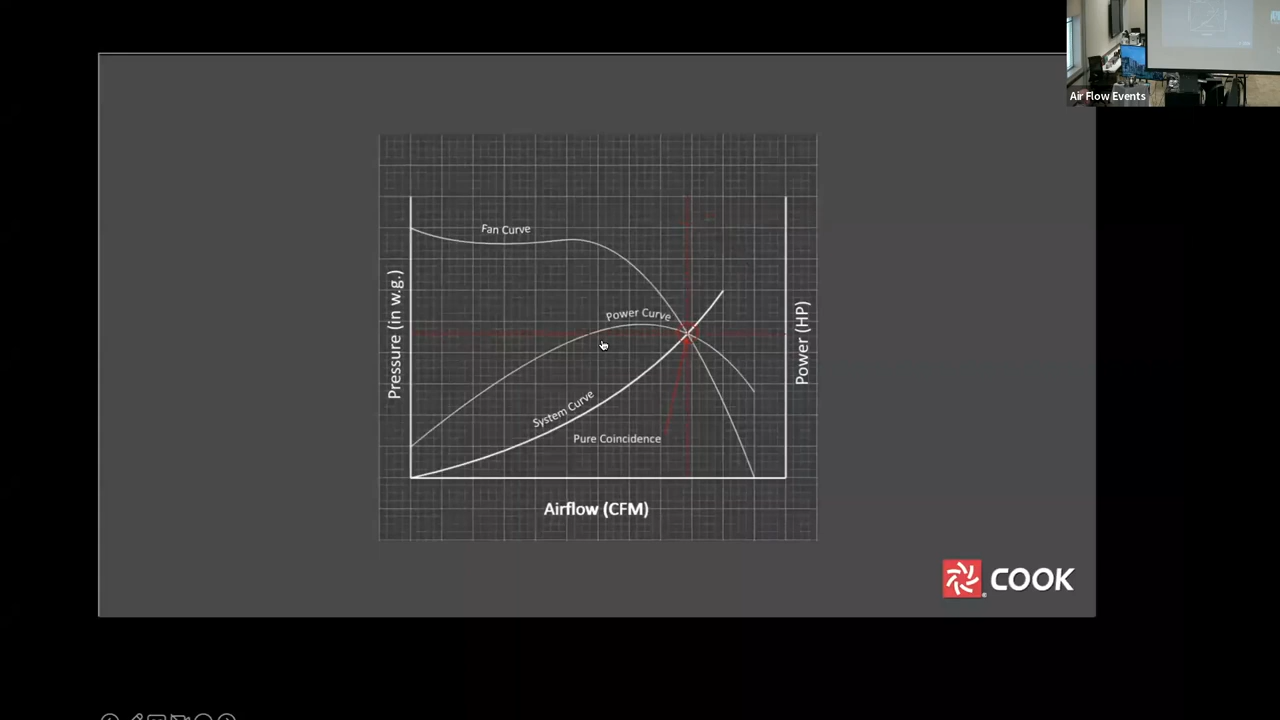 Air Flow Events
Fan Curve
Power Curve
System Curve
Pure Coincidence
Pressure (in w.g.)
Power (HP)
Airflow (CFM)
COOK